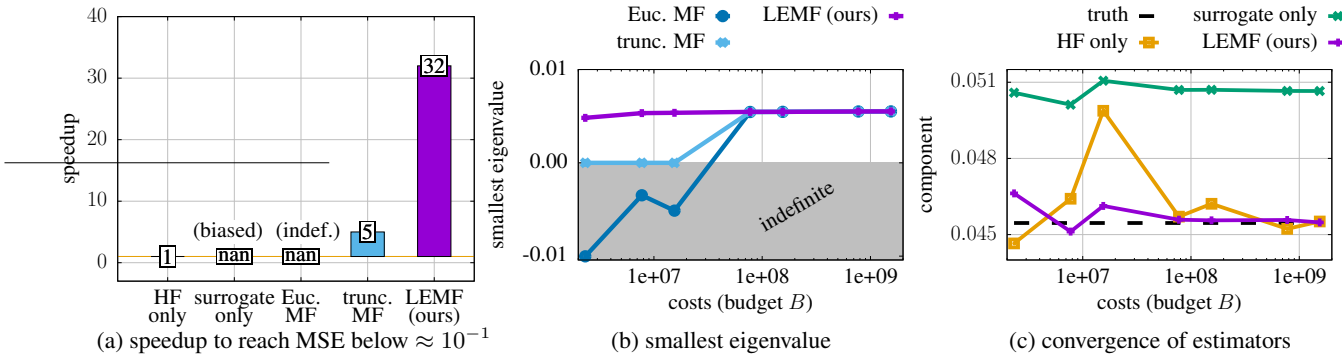 speedup
40
30
20
10
0
(biased)
(indef.)
1
nan
nan
5
32
HF only
surrogate only
Euc. MF
trunc. MF
LEMF (ours)
(a) speedup to reach MSE below ≈ 10⁻¹
Euc. MF
trunc. MF
LEMF (ours)
smallest eigenvalue
0.01
0.00
-0.01
indefinite
1e+07
1e+08
1e+09
costs (budget B)
(b) smallest eigenvalue
truth
HF only
surrogate only
LEMF (ours)
component
0.051
0.048
0.045
1e+07
1e+08
1e+09
costs (budget B)
(c) convergence of estimators